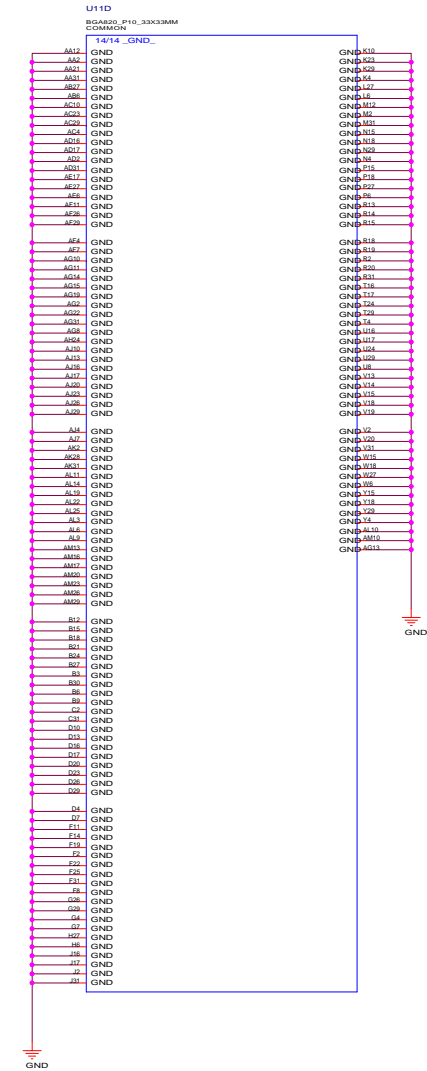 U11D
BGA820_P10_33X33MM
COMMON
14/14 _GND_
AA12 GND GND K10
AA2 GND GND K23
AA21 GND GND K29
AA31 GND GND K4
AB27 GND GND L27
AB6 GND GND L6
AC10 GND GND M12
AC23 GND GND M2
AC29 GND GND M31
AC4 GND GND N15
AD16 GND GND N18
AD17 GND GND N29
AD2 GND GND N4
AD31 GND GND P15
AE17 GND GND P18
AE27 GND GND P27
AE6 GND GND P6
AF11 GND GND R13
AF26 GND GND R14
AF29 GND GND R15
AF4 GND GND R18
AF7 GND GND R19
AG10 GND GND R2
AG11 GND GND R20
AG14 GND GND R31
AG15 GND GND T16
AG19 GND GND T17
AG2 GND GND T24
AG22 GND GND T29
AG31 GND GND T4
AG8 GND GND U16
AH24 GND GND U17
AJ10 GND GND U24
AJ13 GND GND U29
AJ16 GND GND U8
AJ17 GND GND V13
AJ20 GND GND V14
AJ23 GND GND V15
AJ26 GND GND V18
AJ29 GND GND V19
AJ4 GND GND V2
AJ7 GND GND V20
AK2 GND GND V31
AK28 GND GND W15
AK31 GND GND W18
AL11 GND GND W27
AL14 GND GND W6
AL19 GND GND Y15
AL22 GND GND Y18
AL25 GND GND Y29
AL3 GND GND Y4
AL6 GND GND AL10
AL9 GND GND AM10
AM13 GND GND AG13
AM16 GND
AM17 GND
AM20 GND
AM23 GND
AM26 GND
AM29 GND
B12 GND
B15 GND
GND
B18 GND
B21 GND
B24 GND
B27 GND
B3 GND
B30 GND
B6 GND
B9 GND
C2 GND
C31 GND
D10 GND
D13 GND
D16 GND
D17 GND
D20 GND
D23 GND
D26 GND
D29 GND
D4 GND
D7 GND
F11 GND
F14 GND
F19 GND
F2 GND
F22 GND
F25 GND
F31 GND
F8 GND
G26 GND
G29 GND
G4 GND
G7 GND
H27 GND
H6 GND
J16 GND
J17 GND
J2 GND
J31 GND
GND